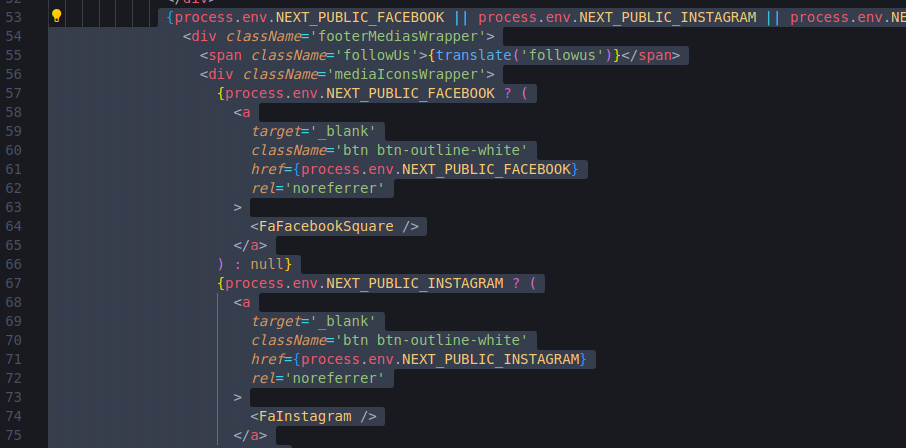 52 </div>
53 {process.env.NEXT_PUBLIC_FACEBOOK || process.env.NEXT_PUBLIC_INSTAGRAM || process.env.NE
54 <div className='footerMediasWrapper'>
55 <span className='followUs'>{translate('followus')}</span>
56 <div className='mediaIconsWrapper'>
57 {process.env.NEXT_PUBLIC_FACEBOOK ? (
58 <a
59 target='_blank'
60 className='btn btn-outline-white'
61 href={process.env.NEXT_PUBLIC_FACEBOOK}
62 rel='noreferrer'
63 >
64 <FaFacebookSquare />
65 </a>
66 ) : null}
67 {process.env.NEXT_PUBLIC_INSTAGRAM ? (
68 <a
69 target='_blank'
70 className='btn btn-outline-white'
71 href={process.env.NEXT_PUBLIC_INSTAGRAM}
72 rel='noreferrer'
73 >
74 <FaInstagram />
75 </a>